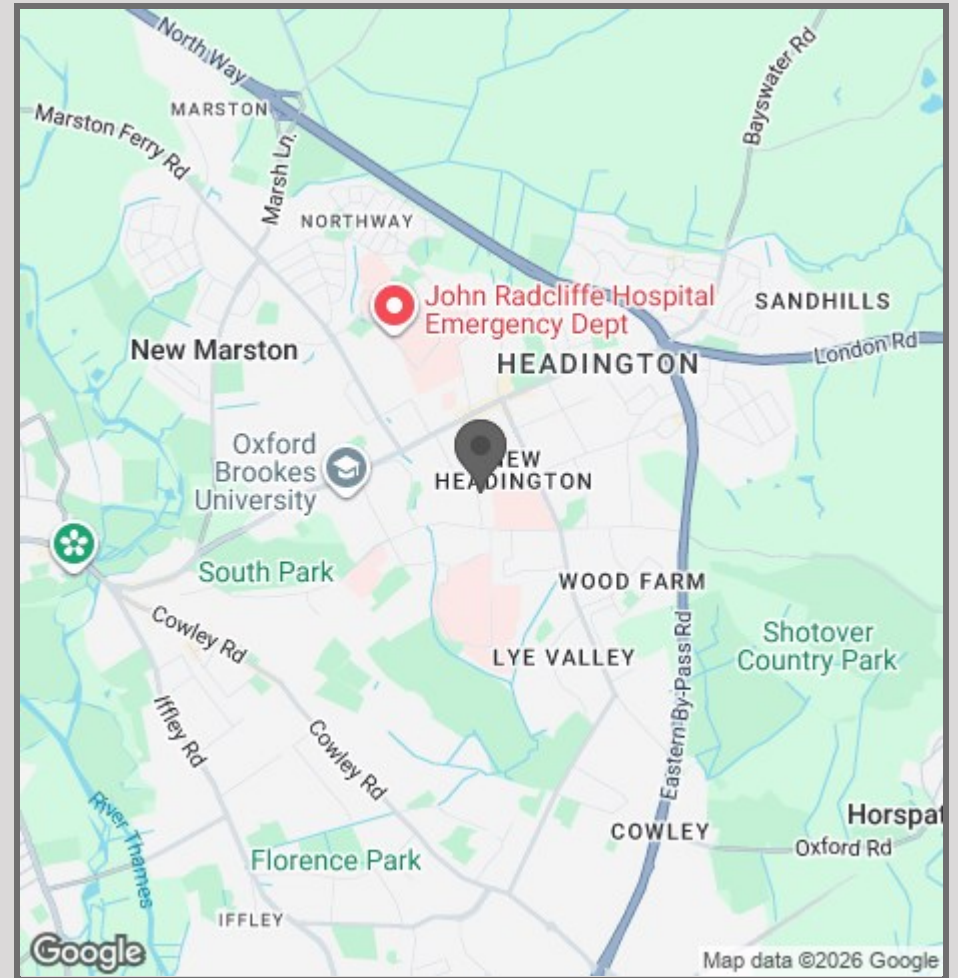 North Way
MARSTON
Marston Ferry Rd
Marsh Ln.
Bayswater Rd
NORTHWAY
John Radcliffe Hospital
Emergency Dept
SANDHILLS
New Marston
HEADINGTON
London Rd
Oxford
Brookes
University
NEW
HEADINGTON
South Park
WOOD FARM
Cowley Rd
Shotover
Country Park
LYE VALLEY
Iffley Rd
Cowley Rd
Eastern By-Pass Rd
River Thames
COWLEY
Horspat
Oxford Rd
Florence Park
IFFLEY
Google
Map data ©2026 Google